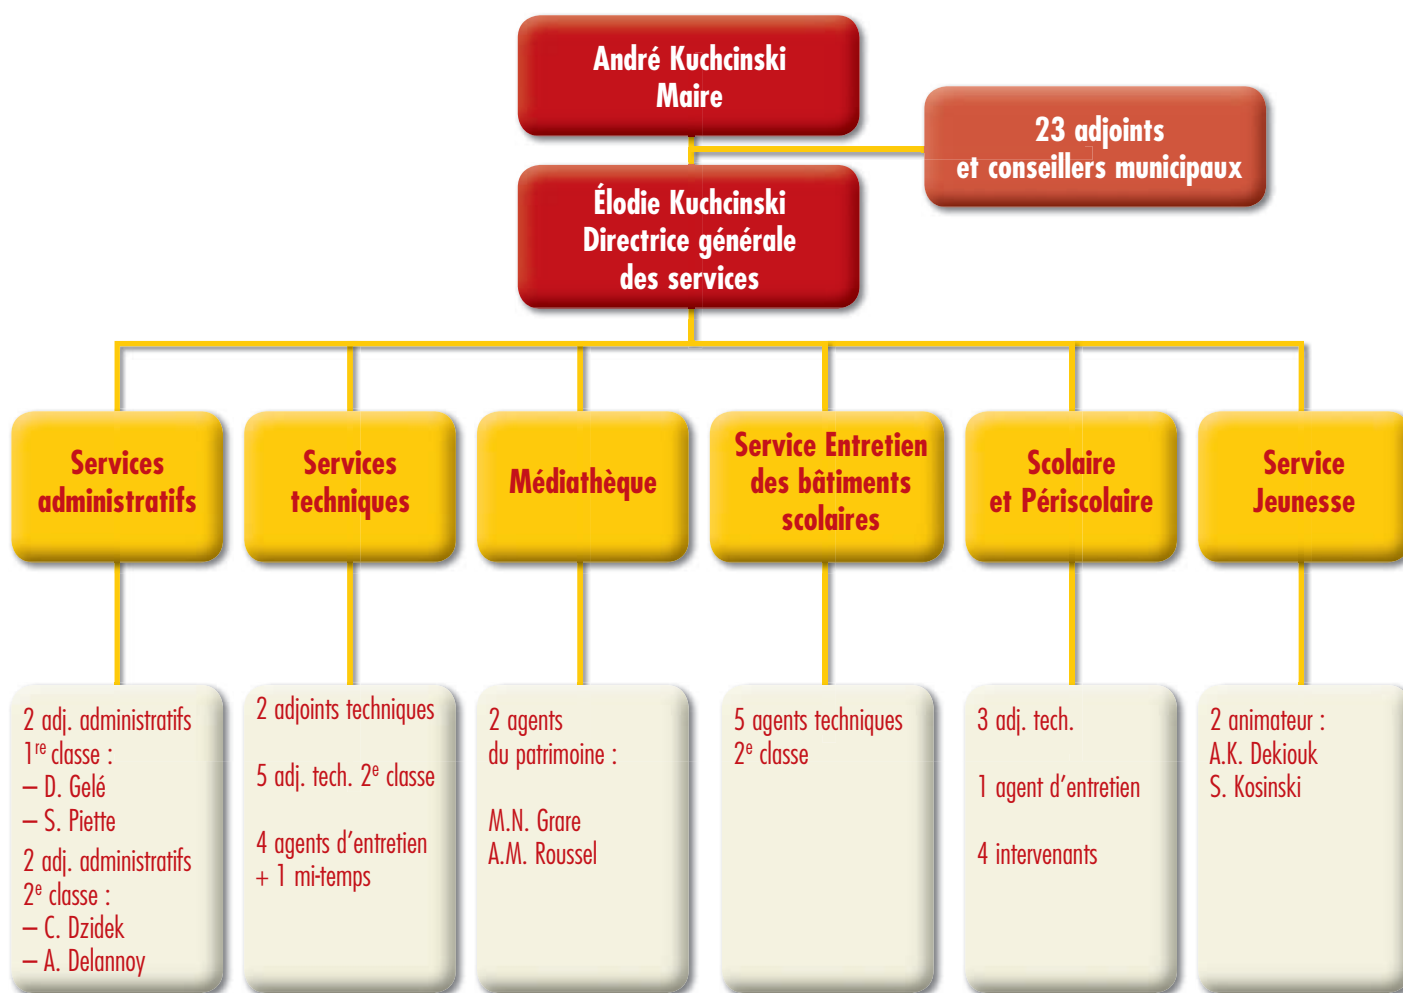 André Kuchcinski
Maire
23 adjoints
et conseillers municipaux
Élodie Kuchcinski
Directrice générale
des services
Services
administratifs
Services
techniques
Médiathèque
Service Entretien
des bâtiments
scolaires
Scolaire
et Périscolaire
Service
Jeunesse
2 adj. administratifs
1re classe :
– D. Gelé
– S. Piette
2 adj. administratifs
2e classe :
– C. Dzidek
– A. Delannoy
2 adjoints techniques
5 adj. tech. 2e classe
4 agents d’entretien
+ 1 mi-temps
2 agents
du patrimoine :
M.N. Grare
A.M. Roussel
5 agents techniques
2e classe
3 adj. tech.
1 agent d’entretien
4 intervenants
2 animateur :
A.K. Dekiouk
S. Kosinski